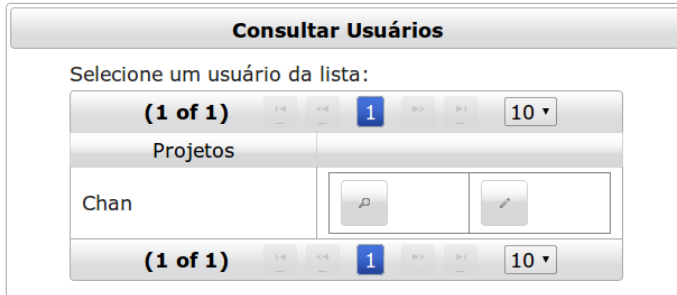 Consultar Usuários
Selecione um usuário da lista:
(1 of 1) 1 10
Projetos
Chan
(1 of 1) 1 10